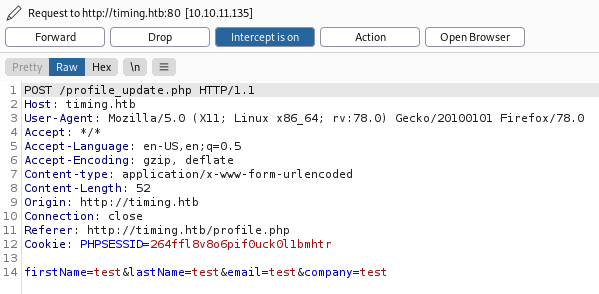 Request to http://timing.htb:80 [10.10.11.135]
Forward Drop Intercept is on Action Open Browser
Pretty Raw Hex \n
1 POST /profile_update.php HTTP/1.1
2 Host: timing.htb
3 User-Agent: Mozilla/5.0 (X11; Linux x86_64; rv:78.0) Gecko/20100101 Firefox/78.0
4 Accept: */*
5 Accept-Language: en-US,en;q=0.5
6 Accept-Encoding: gzip, deflate
7 Content-type: application/x-www-form-urlencoded
8 Content-Length: 52
9 Origin: http://timing.htb
10 Connection: close
11 Referer: http://timing.htb/profile.php
12 Cookie: PHPSESSID=264ffl8v8o6pif0uck0l1bmhtr
13
14 firstName=test&lastName=test&email=test&company=test